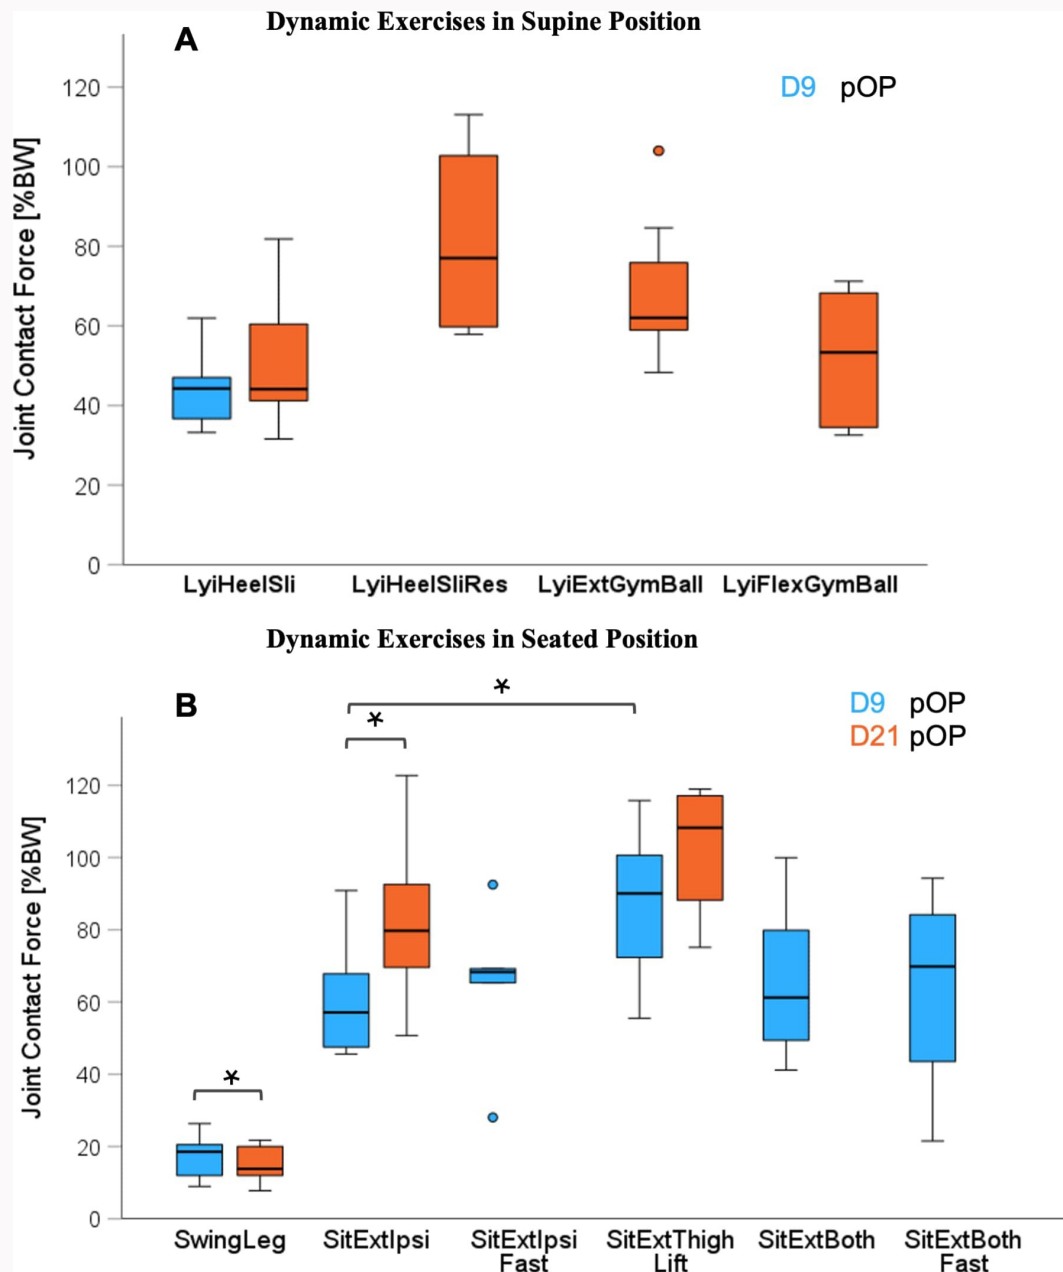 Dynamic Exercises in Supine Position
A
D9 pOP
Joint Contact Force [%BW]
120
100
80
60
40
20
0
LyiHeelSli LyiHeelSliRes LyiExtGymBall LyiFlexGymBall
Dynamic Exercises in Seated Position
B
D9 pOP
D21 pOP
*
*
*
Joint Contact Force [%BW]
120
100
80
60
40
20
0
SwingLeg SitExtIpsi SitExtIpsi SitExtThigh SitExtBoth SitExtBoth
Fast Lift Fast